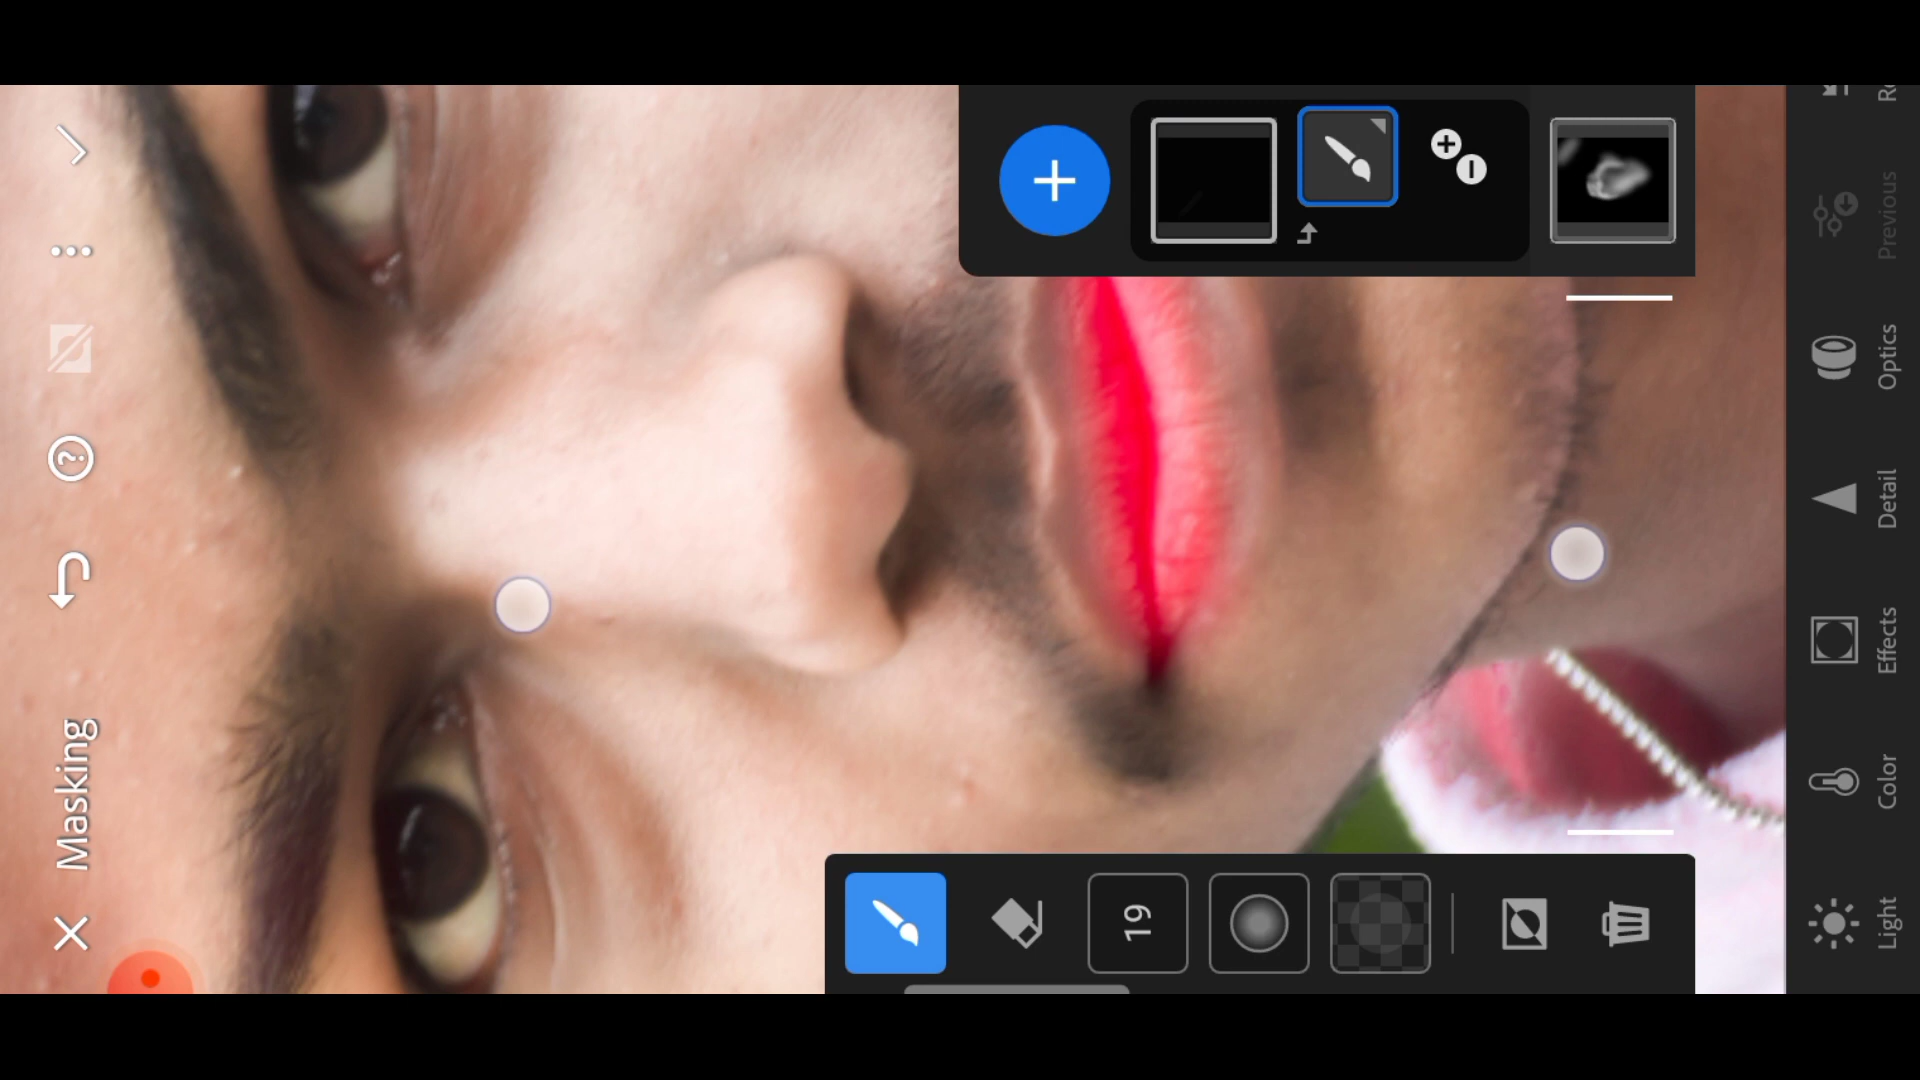 Masking
19
Light
Color
Effects
Detail
Optics
Previous